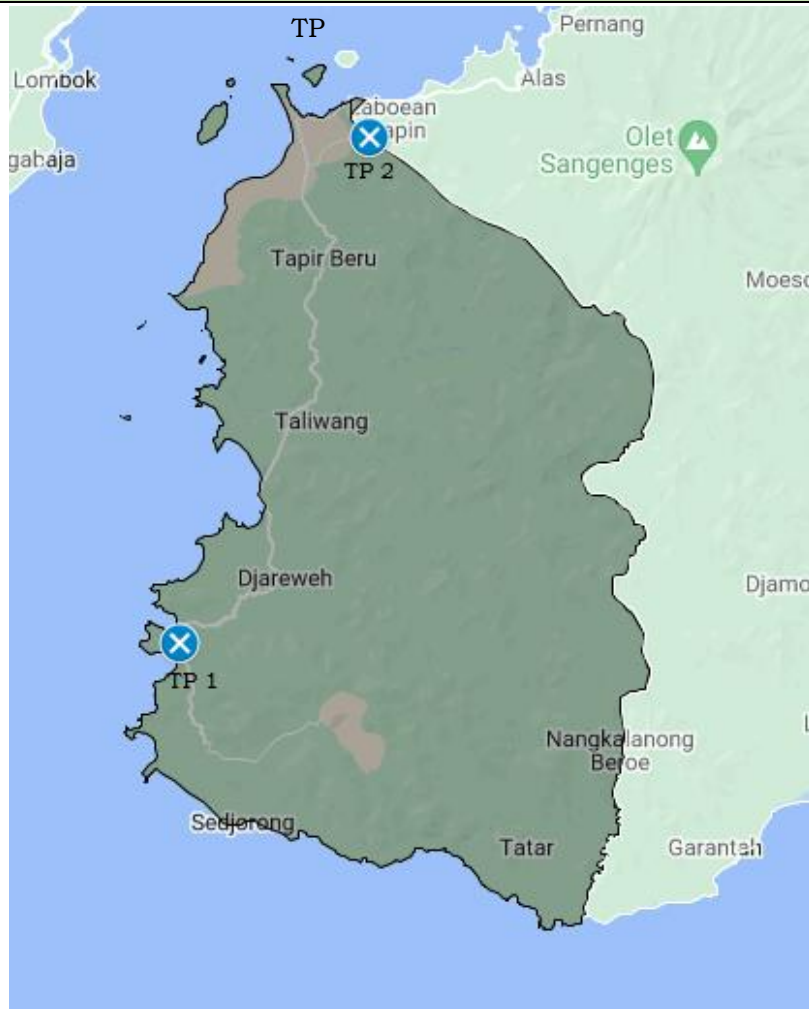 TP
Pernang
Lombok
Alas
Laboean
apin
Olet
Sangenges
gabaja
TP 2
Tapir Beru
Moeso
Taliwang
Djareweh
Djamo
TP 1
Nangkalanong
Beroe
L
Sedjorong
Tatar
Garantah